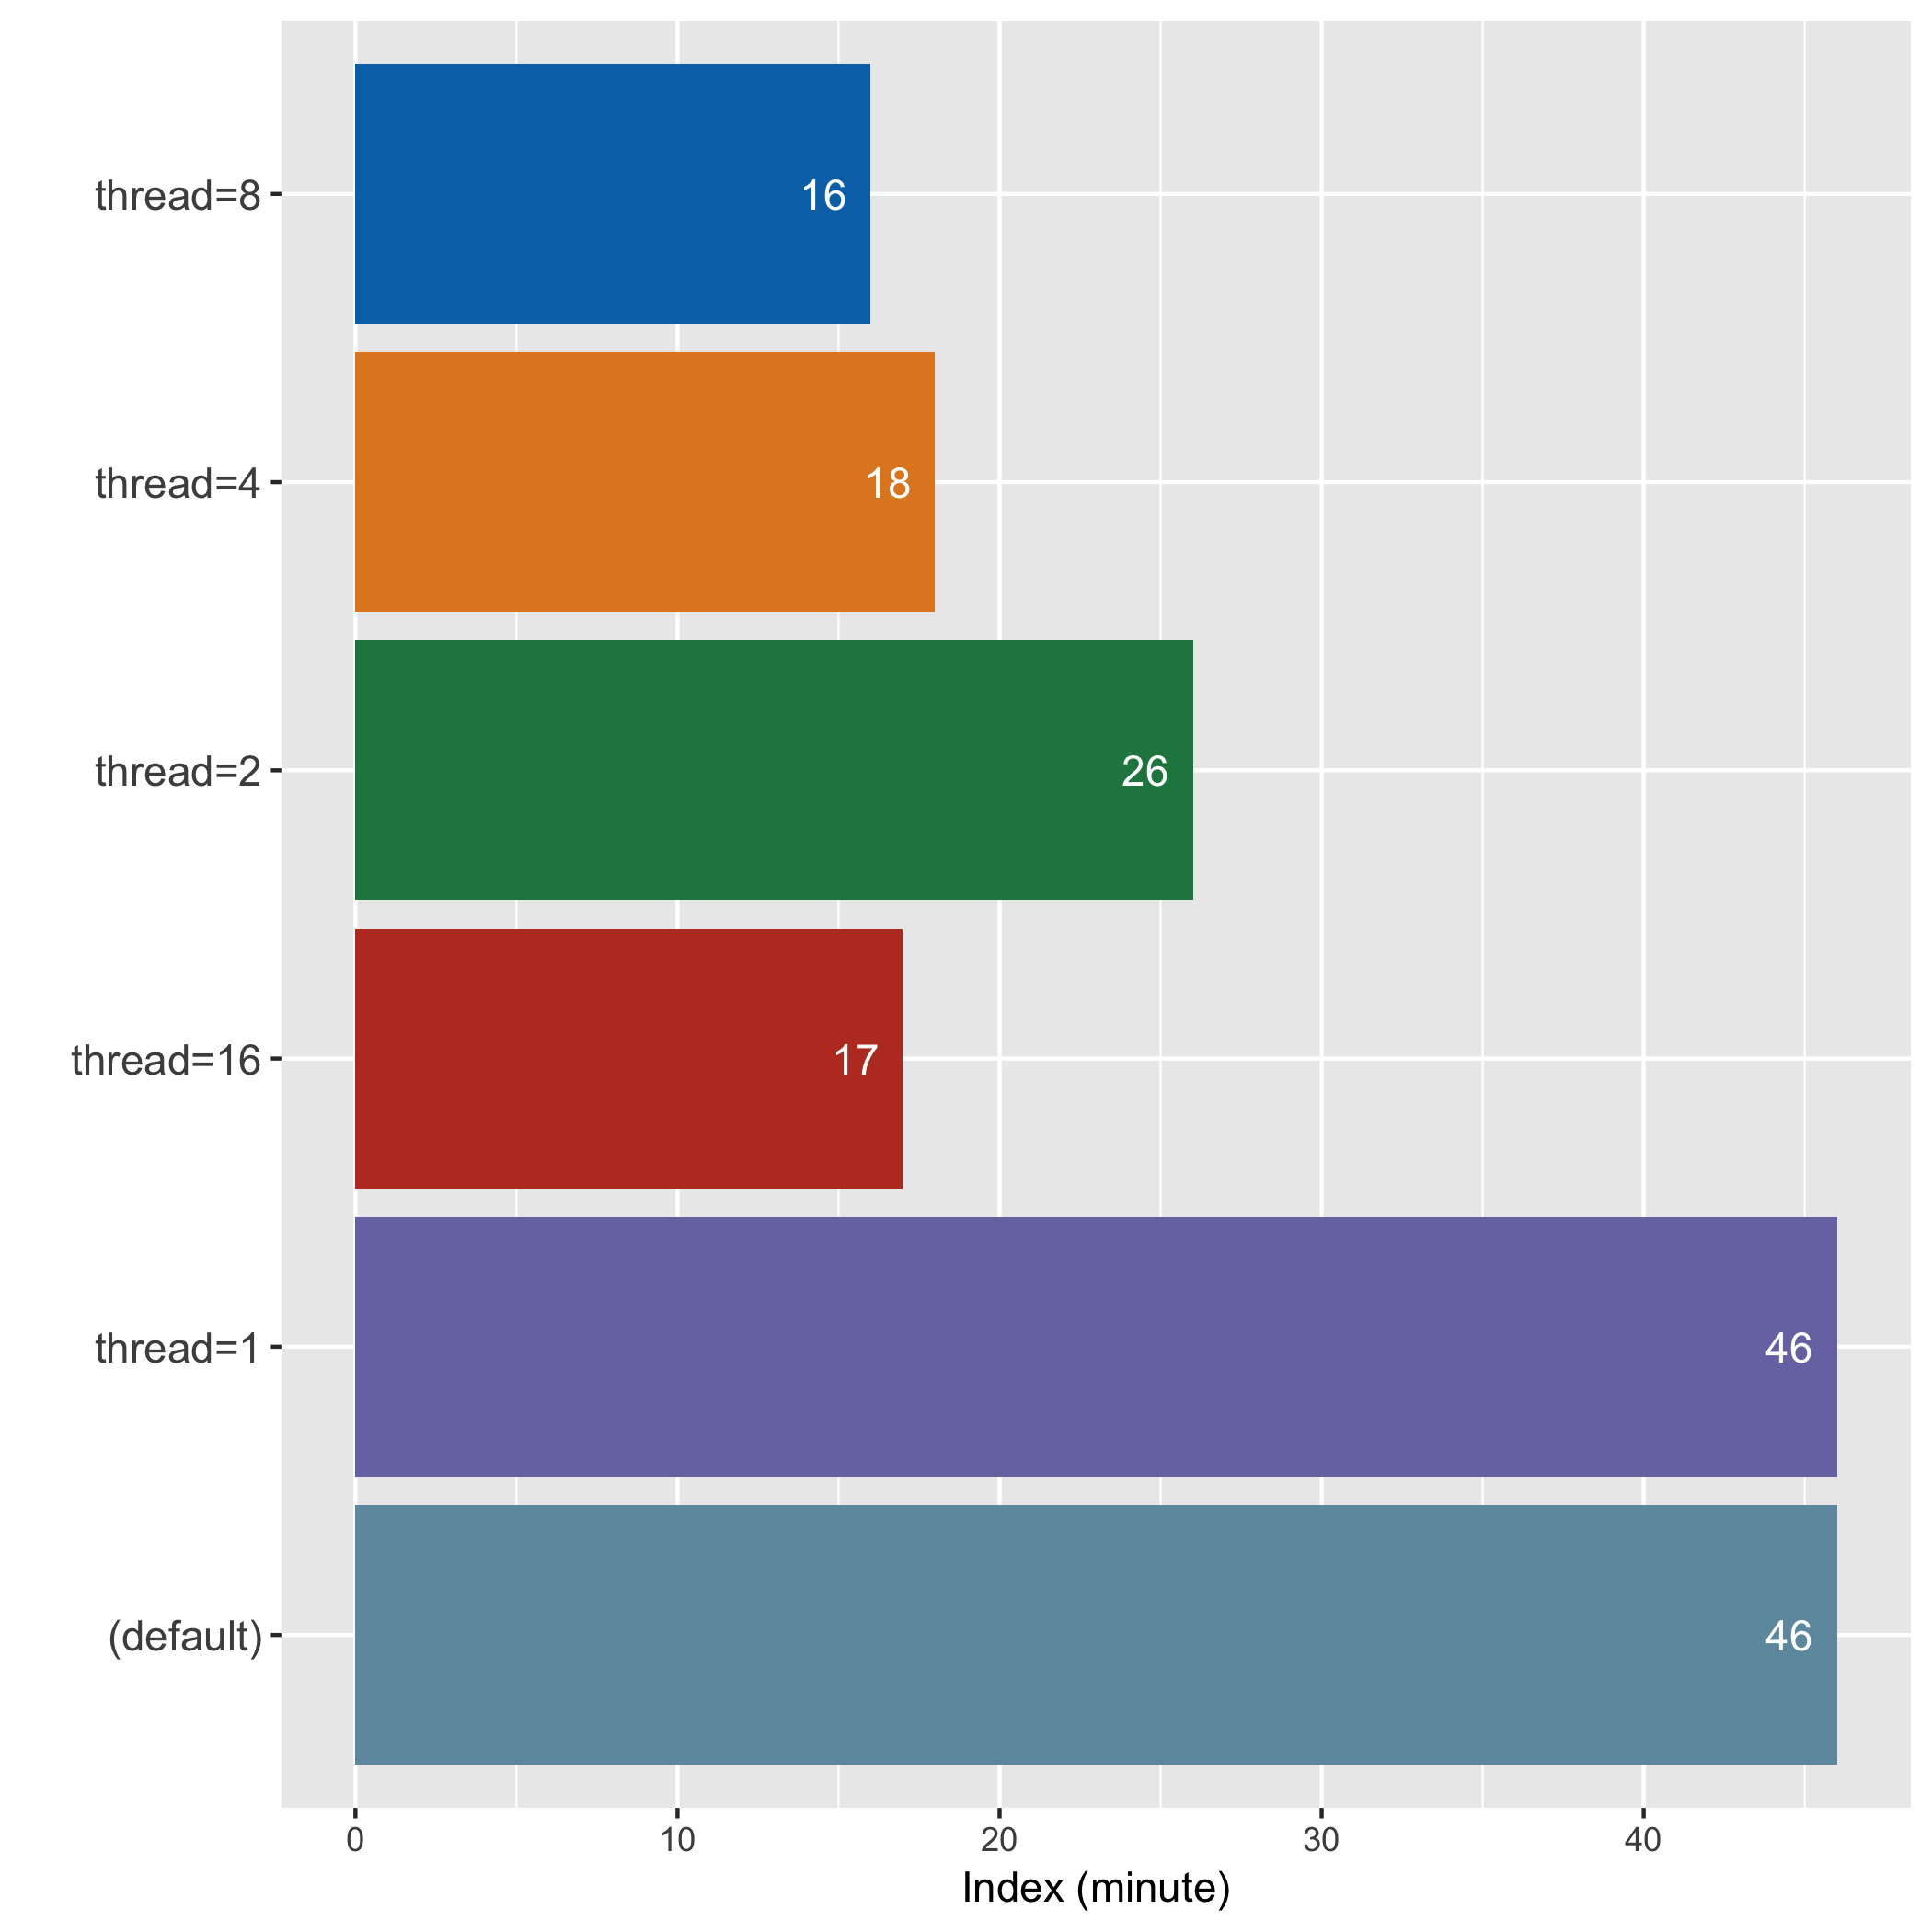 thread=8
16
thread=4
18
thread=2
26
thread=16
17
thread=1
46
(default)
46
0 10 20 30 40
Index (minute)